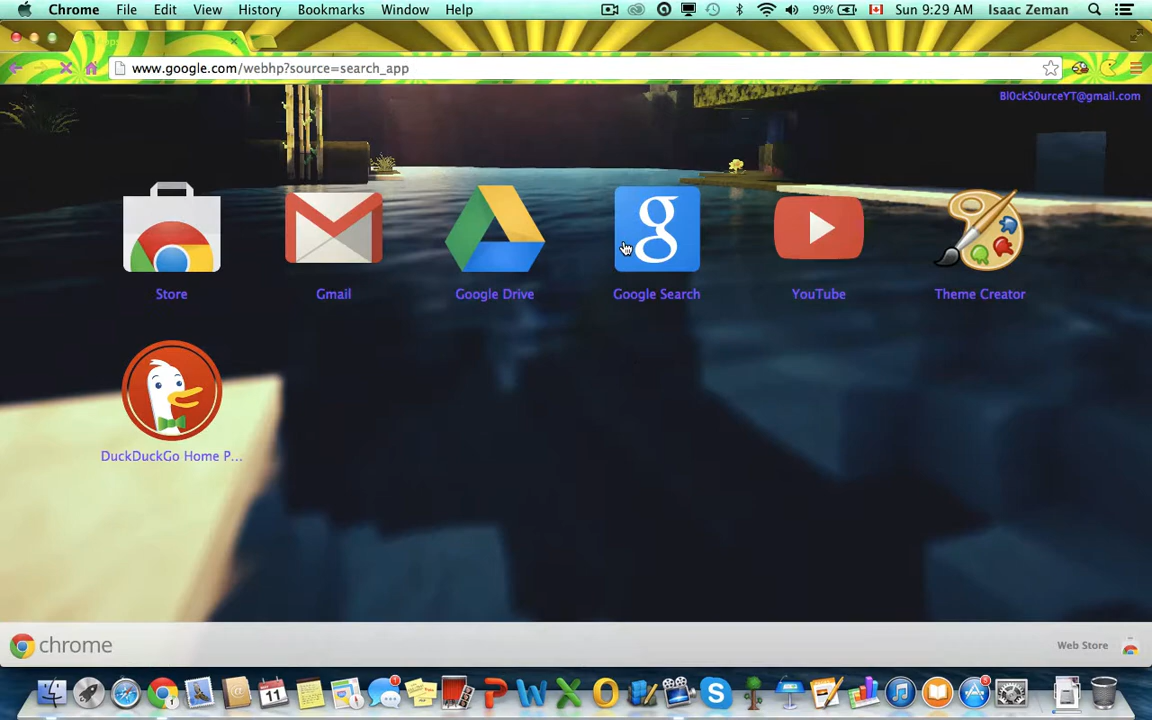 Chrome File Edit View History Bookmarks Window Help 99% Sun 9:29 AM Isaac Zeman
www.google.com/webhp?source=search_app
Bl0ckS0urceYT@gmail.com
Store Gmail Google Drive Google Search YouTube Theme Creator
DuckDuckGo Home P...
chrome Web Store